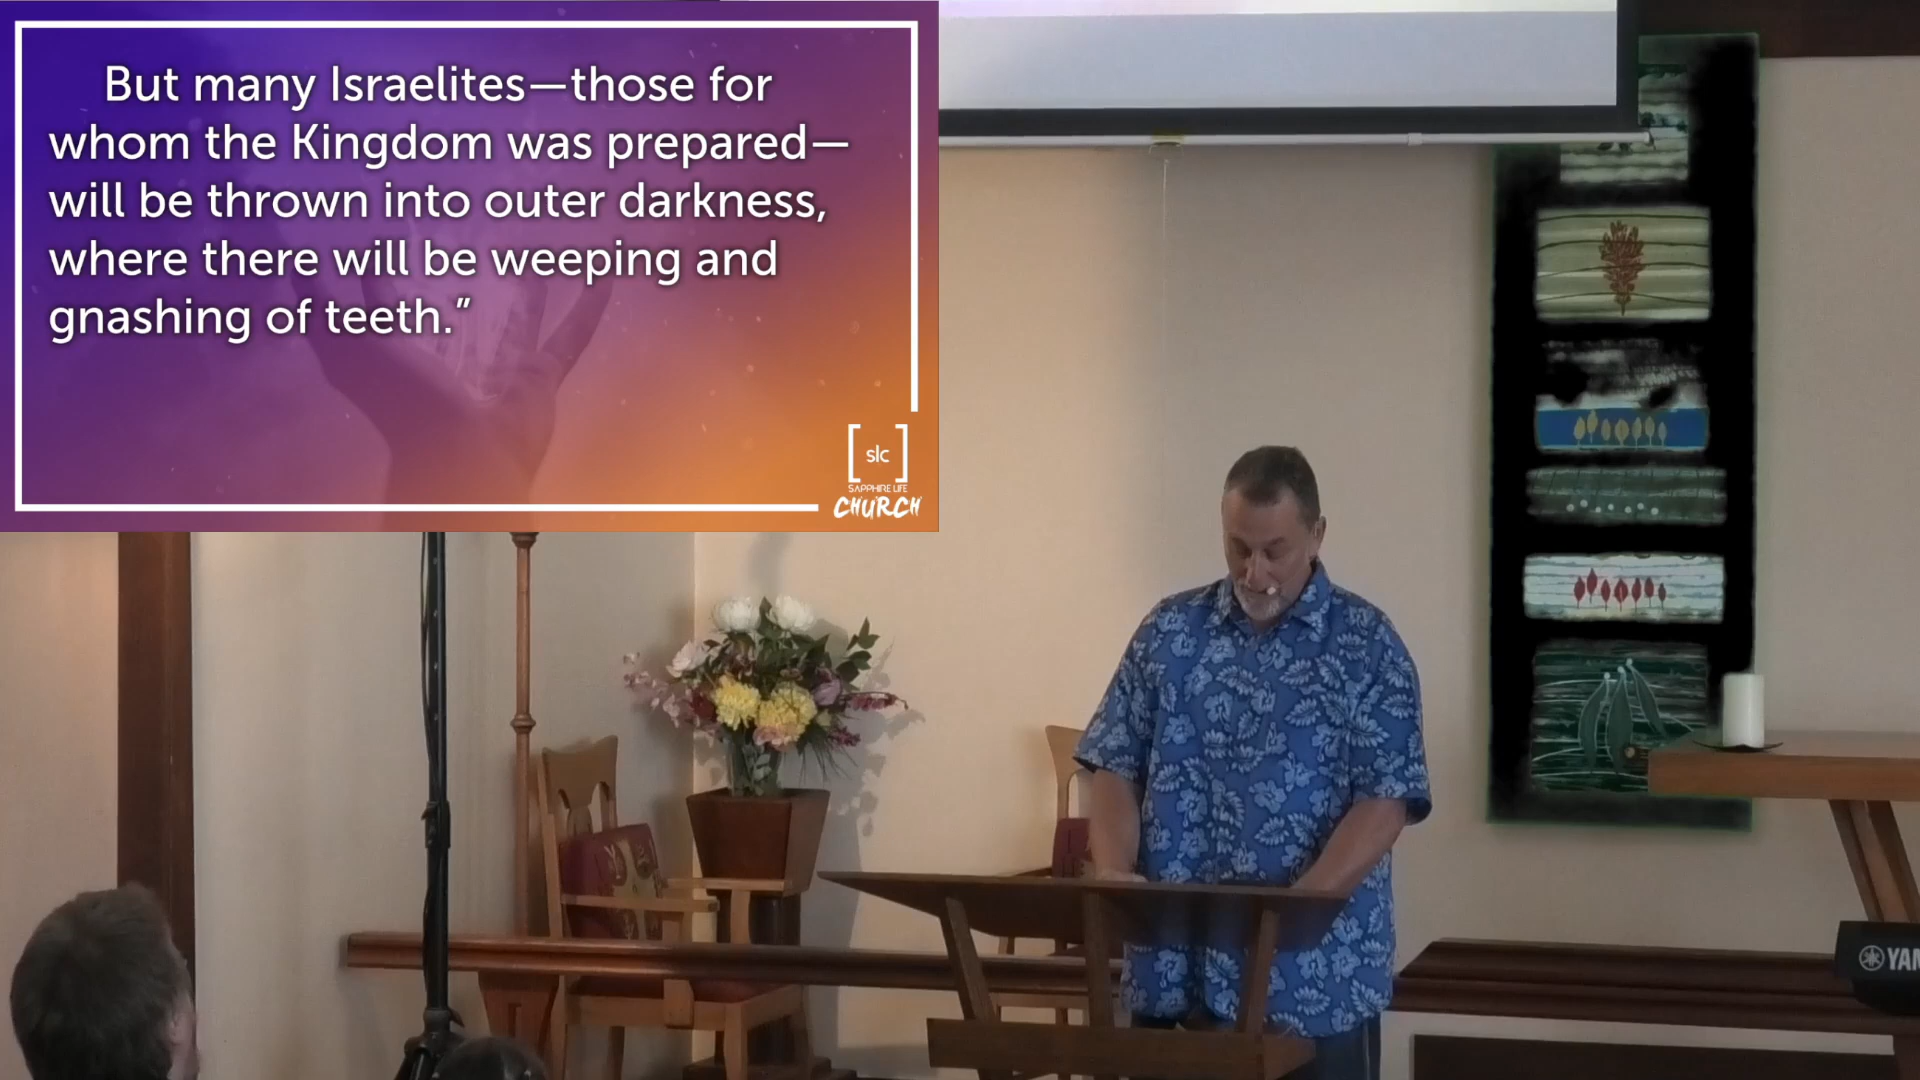 But many Israelites—those for
whom the Kingdom was prepared—
will be thrown into outer darkness,
where there will be weeping and
gnashing of teeth.”
slc
SAPPHIRE LIFE
CHURCH
YAM